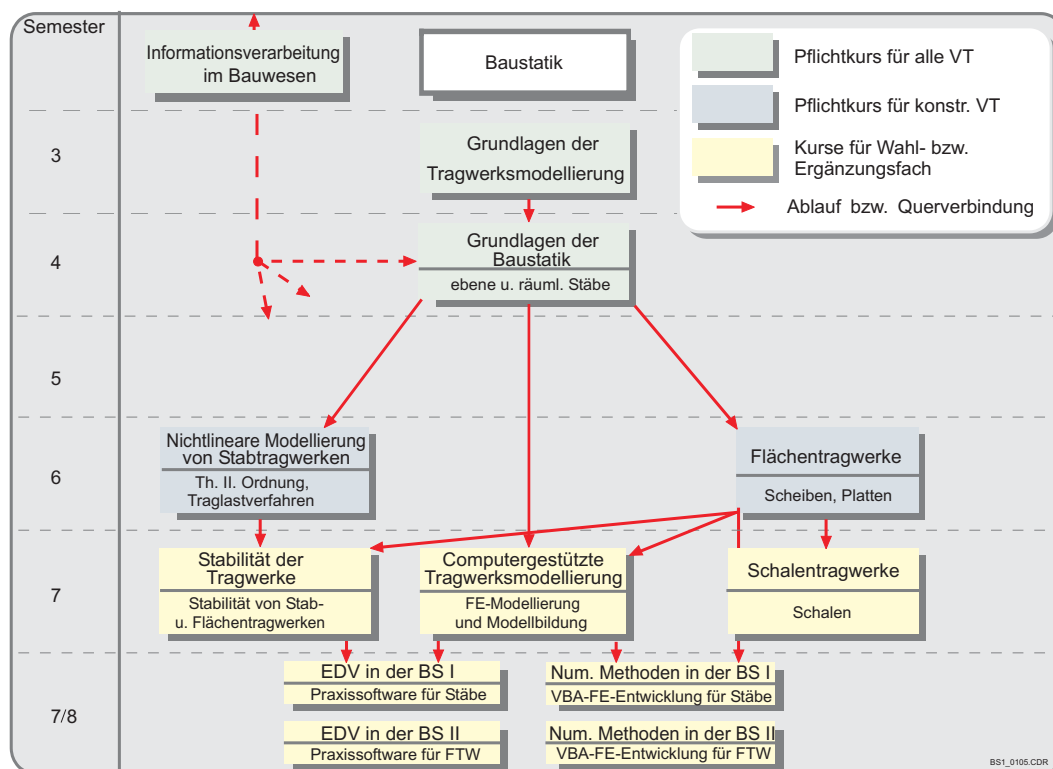 Semester
Informationsverarbeitung
im Bauwesen
Baustatik
Pflichtkurs für alle VT
Pflichtkurs für konstr. VT
Kurse für Wahl- bzw.
Ergänzungsfach
Ablauf bzw. Querverbindung
3
Grundlagen der
Tragwerksmodellierung
4
Grundlagen der
Baustatik
ebene u. räuml. Stäbe
5
6
Nichtlineare Modellierung
von Stabtragwerken
Th. II. Ordnung,
Traglastverfahren
Flächentragwerke
Scheiben, Platten
7
Stabilität der
Tragwerke
Stabilität von Stab-
u. Flächentragwerken
Computergestützte
Tragwerksmodellierung
FE-Modellierung
und Modellbildung
Schalentragwerke
Schalen
7/8
EDV in der BS I
Praxissoftware für Stäbe
Num. Methoden in der BS I
VBA-FE-Entwicklung für Stäbe
EDV in der BS II
Praxissoftware für FTW
Num. Methoden in der BS II
VBA-FE-Entwicklung für FTW
BS1_0105.CDR